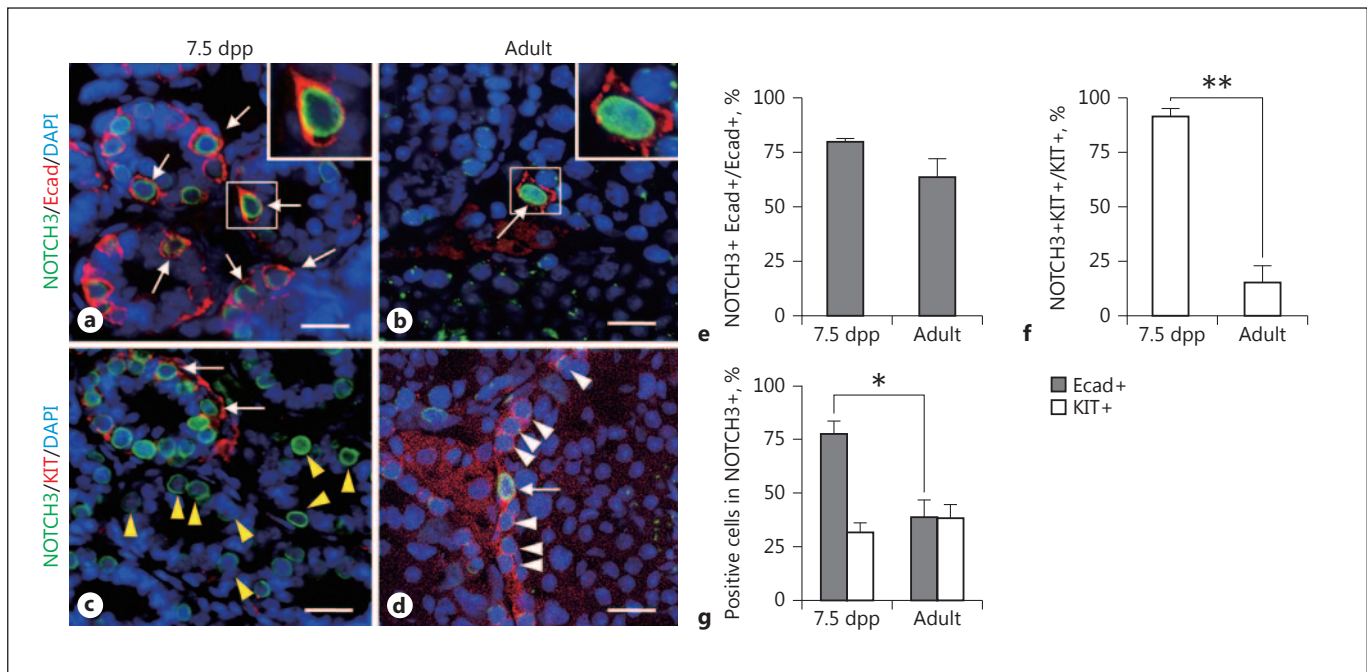 7.5 dpp
Adult
NOTCH3/Ecad/DAPI
a
b
NOTCH3/KIT/DAPI
c
d
e
NOTCH3+ Ecad+/Ecad+, %
100
75
50
25
0
7.5 dpp
Adult
f
NOTCH3+KIT+/KIT+, %
100
75
50
25
0
**
7.5 dpp
Adult
Ecad+
KIT+
g
Positive cells in NOTCH3+, %
100
75
50
25
0
*
7.5 dpp
Adult